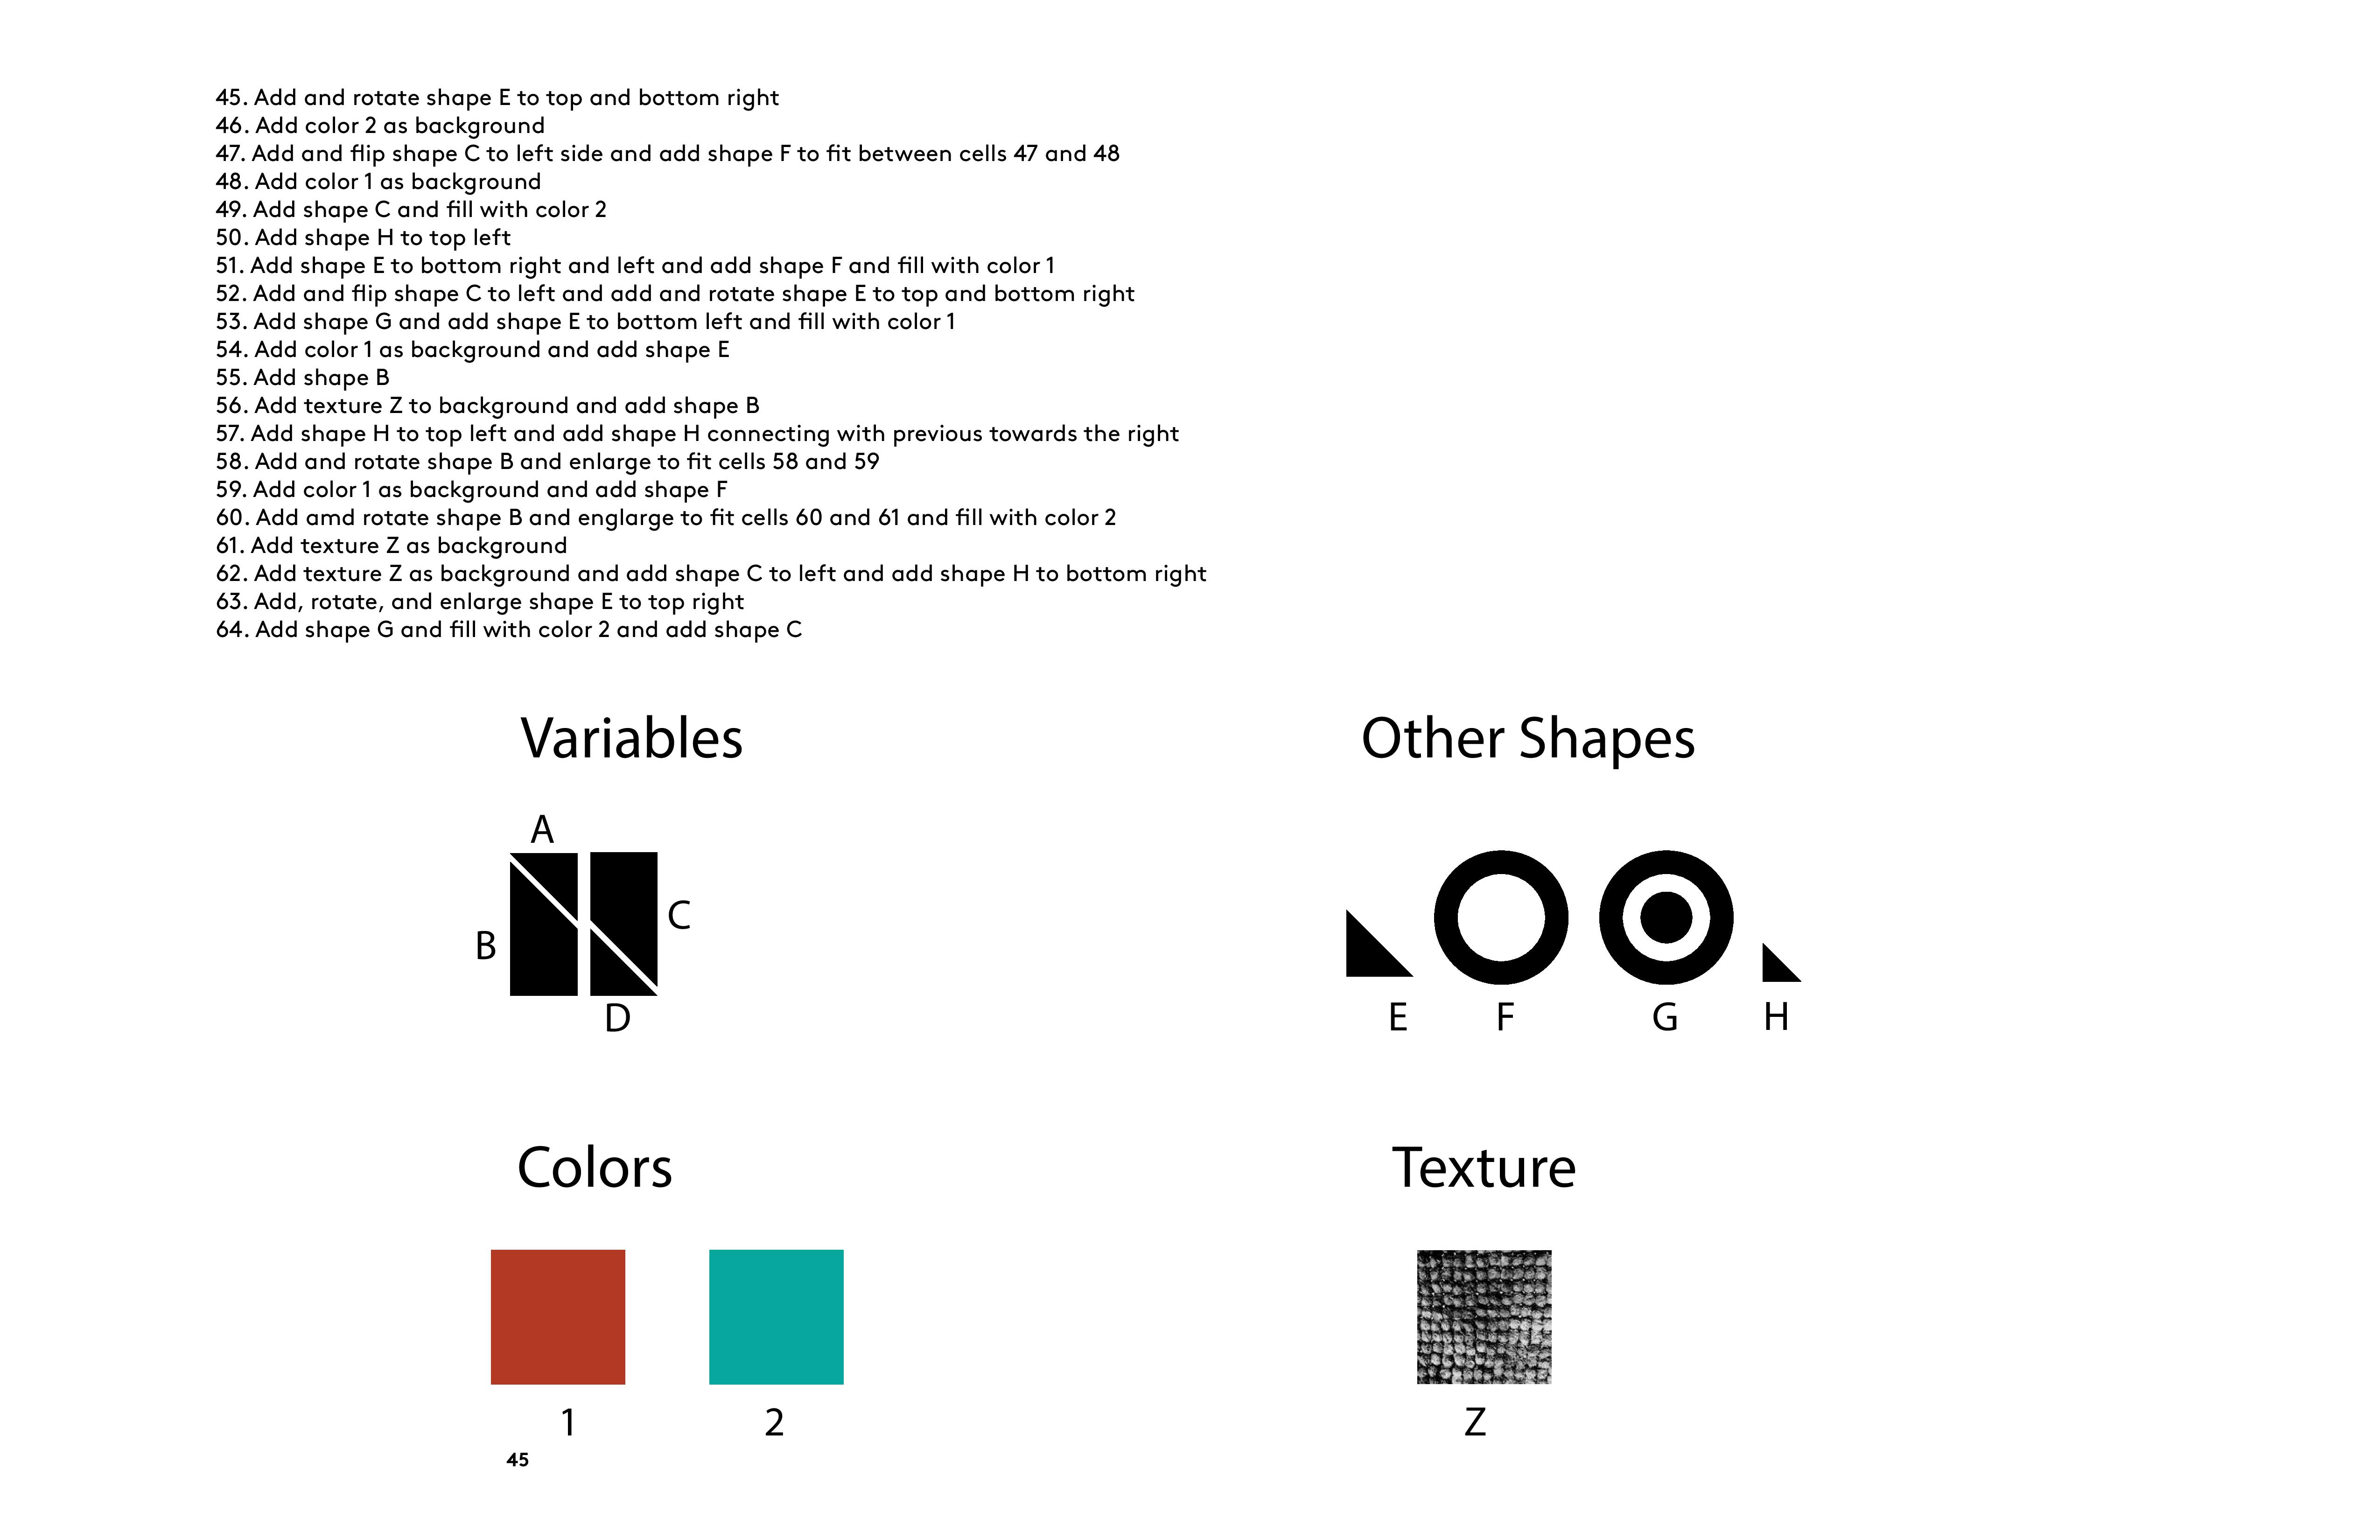 45. Add and rotate shape E to top and bottom right
46. Add color 2 as background
47. Add and flip shape C to left side and add shape F to fit between cells 47 and 48
48. Add color 1 as background
49. Add shape C and fill with color 2
50. Add shape H to top left
51. Add shape E to bottom right and left and add shape F and fill with color 1
52. Add and flip shape C to left and add and rotate shape E to top and bottom right
53. Add shape G and add shape E to bottom left and fill with color 1
54. Add color 1 as background and add shape E
55. Add shape B
56. Add texture Z to background and add shape B
57. Add shape H to top left and add shape H connecting with previous towards the right
58. Add and rotate shape B and enlarge to fit cells 58 and 59
59. Add color 1 as background and add shape F
60. Add amd rotate shape B and englarge to fit cells 60 and 61 and fill with color 2
61. Add texture Z as background
62. Add texture Z as background and add shape C to left and add shape H to bottom right
63. Add, rotate, and enlarge shape E to top right
64. Add shape G and fill with color 2 and add shape C
Variables
A
B
C
D
Other Shapes
E
F
G
H
Colors
1
2
Texture
Z
45